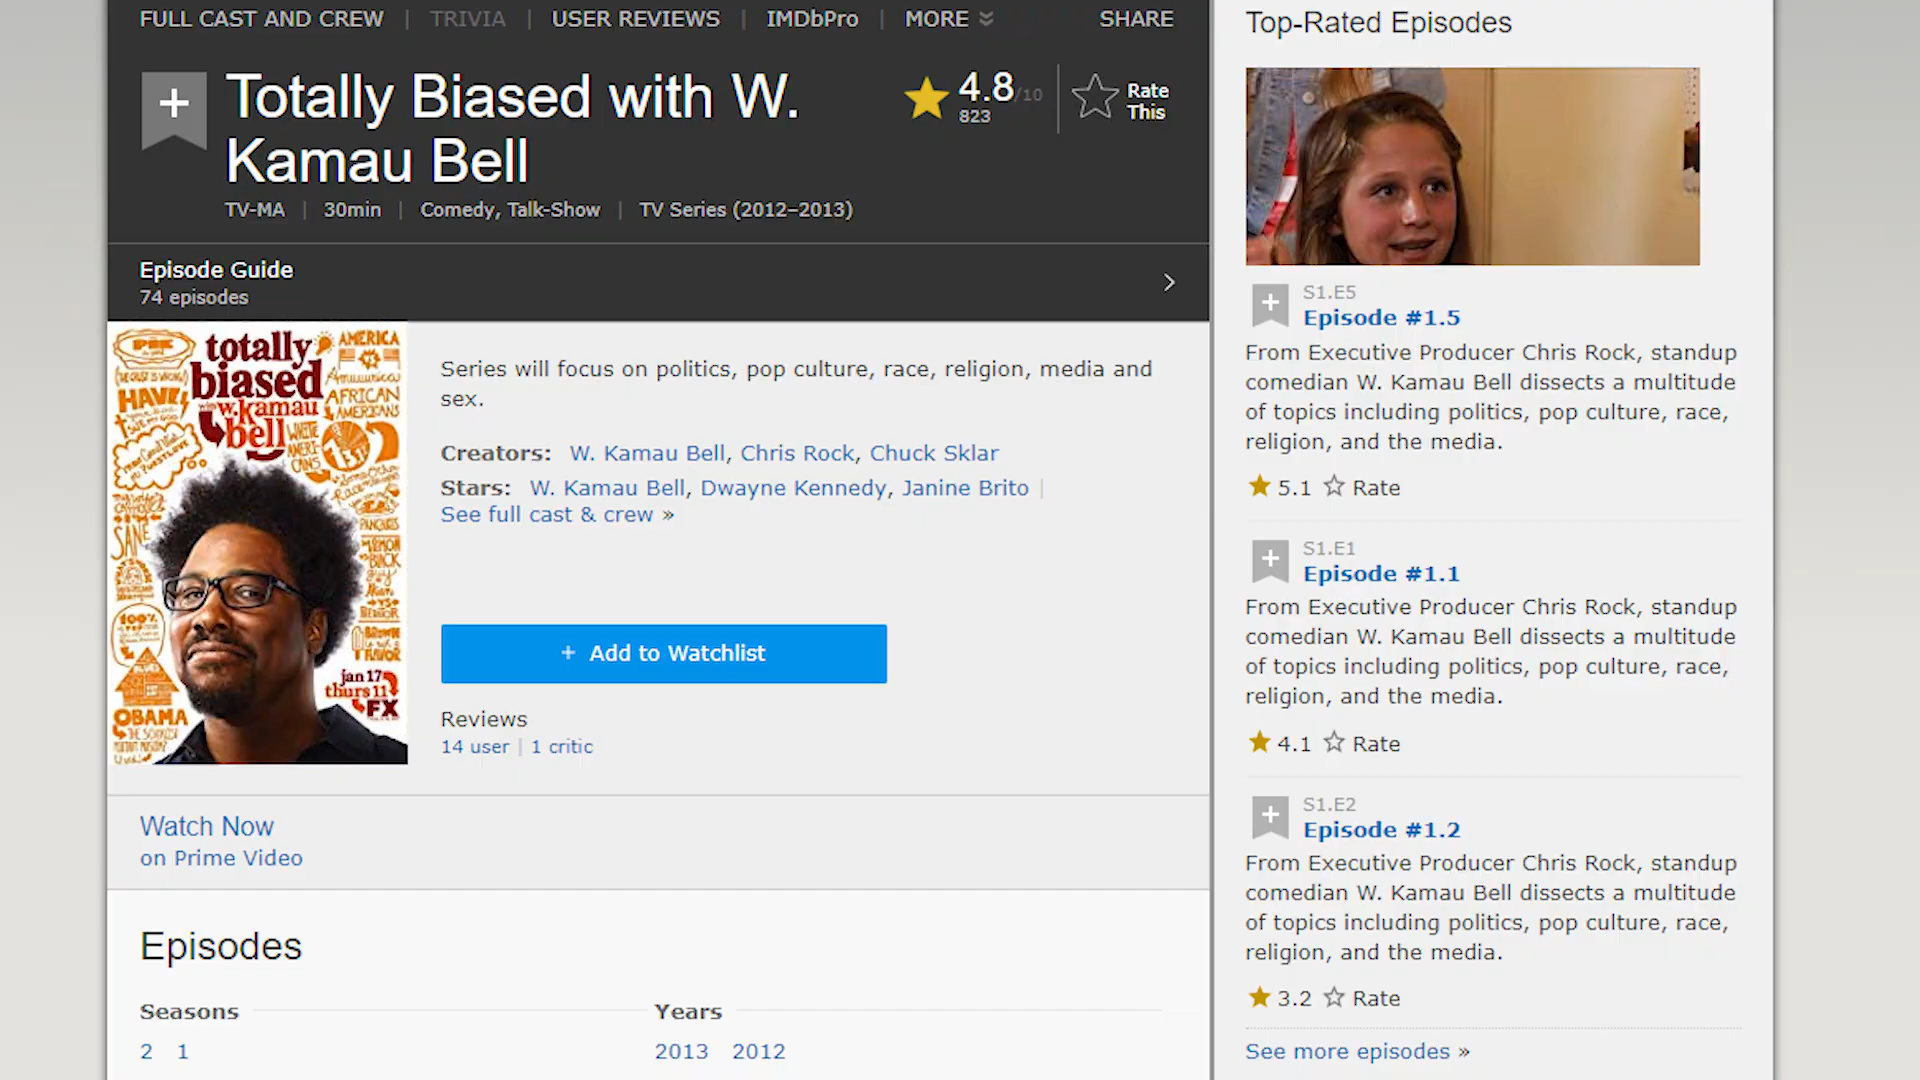 FULL CAST AND CREW | TRIVIA | USER REVIEWS | IMDbPro | MORE SHARE
Totally Biased with W.
Kamau Bell
4.8/10
823
Rate
This
TV-MA | 30min | Comedy, Talk-Show | TV Series (2012–2013)
Episode Guide
74 episodes
totally
biased
w.kamau
bell
AMERICA
VS
HAVE!
AFRICAN
AMERICANS
WHITE
AMERI-
CANS
SANE
PANCAKES
100%
OBAMA
jan 17
thurs 11
FX
Series will focus on politics, pop culture, race, religion, media and
sex.
Creators: W. Kamau Bell, Chris Rock, Chuck Sklar
Stars: W. Kamau Bell, Dwayne Kennedy, Janine Brito |
See full cast & crew »
+ Add to Watchlist
Reviews
14 user | 1 critic
Watch Now
on Prime Video
Episodes
Seasons
2 1
Years
2013 2012
Top-Rated Episodes
S1.E5
Episode #1.5
From Executive Producer Chris Rock, standup
comedian W. Kamau Bell dissects a multitude
of topics including politics, pop culture, race,
religion, and the media.
5.1 Rate
S1.E1
Episode #1.1
From Executive Producer Chris Rock, standup
comedian W. Kamau Bell dissects a multitude
of topics including politics, pop culture, race,
religion, and the media.
4.1 Rate
S1.E2
Episode #1.2
From Executive Producer Chris Rock, standup
comedian W. Kamau Bell dissects a multitude
of topics including politics, pop culture, race,
religion, and the media.
3.2 Rate
See more episodes »